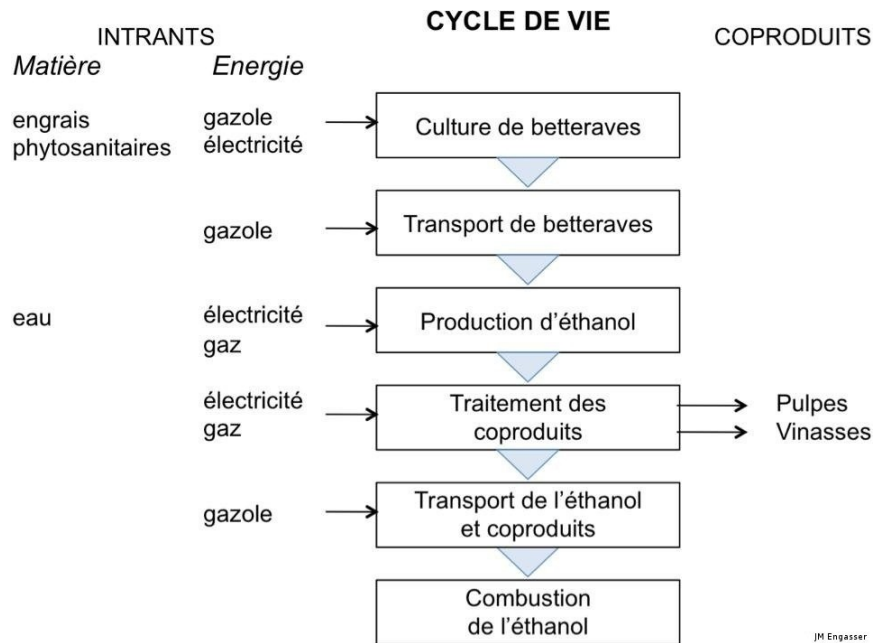 CYCLE DE VIE
INTRANTS
COPRODUITS
Matière
Energie
engrais
phytosanitaires
gazole
électricité
Culture de betteraves
gazole
Transport de betteraves
eau
électricité
gaz
Production d'éthanol
électricité
gaz
Traitement des
coproduits
Pulpes
Vinasses
gazole
Transport de l'éthanol
et coproduits
Combustion
de l'éthanol
JM Engasser